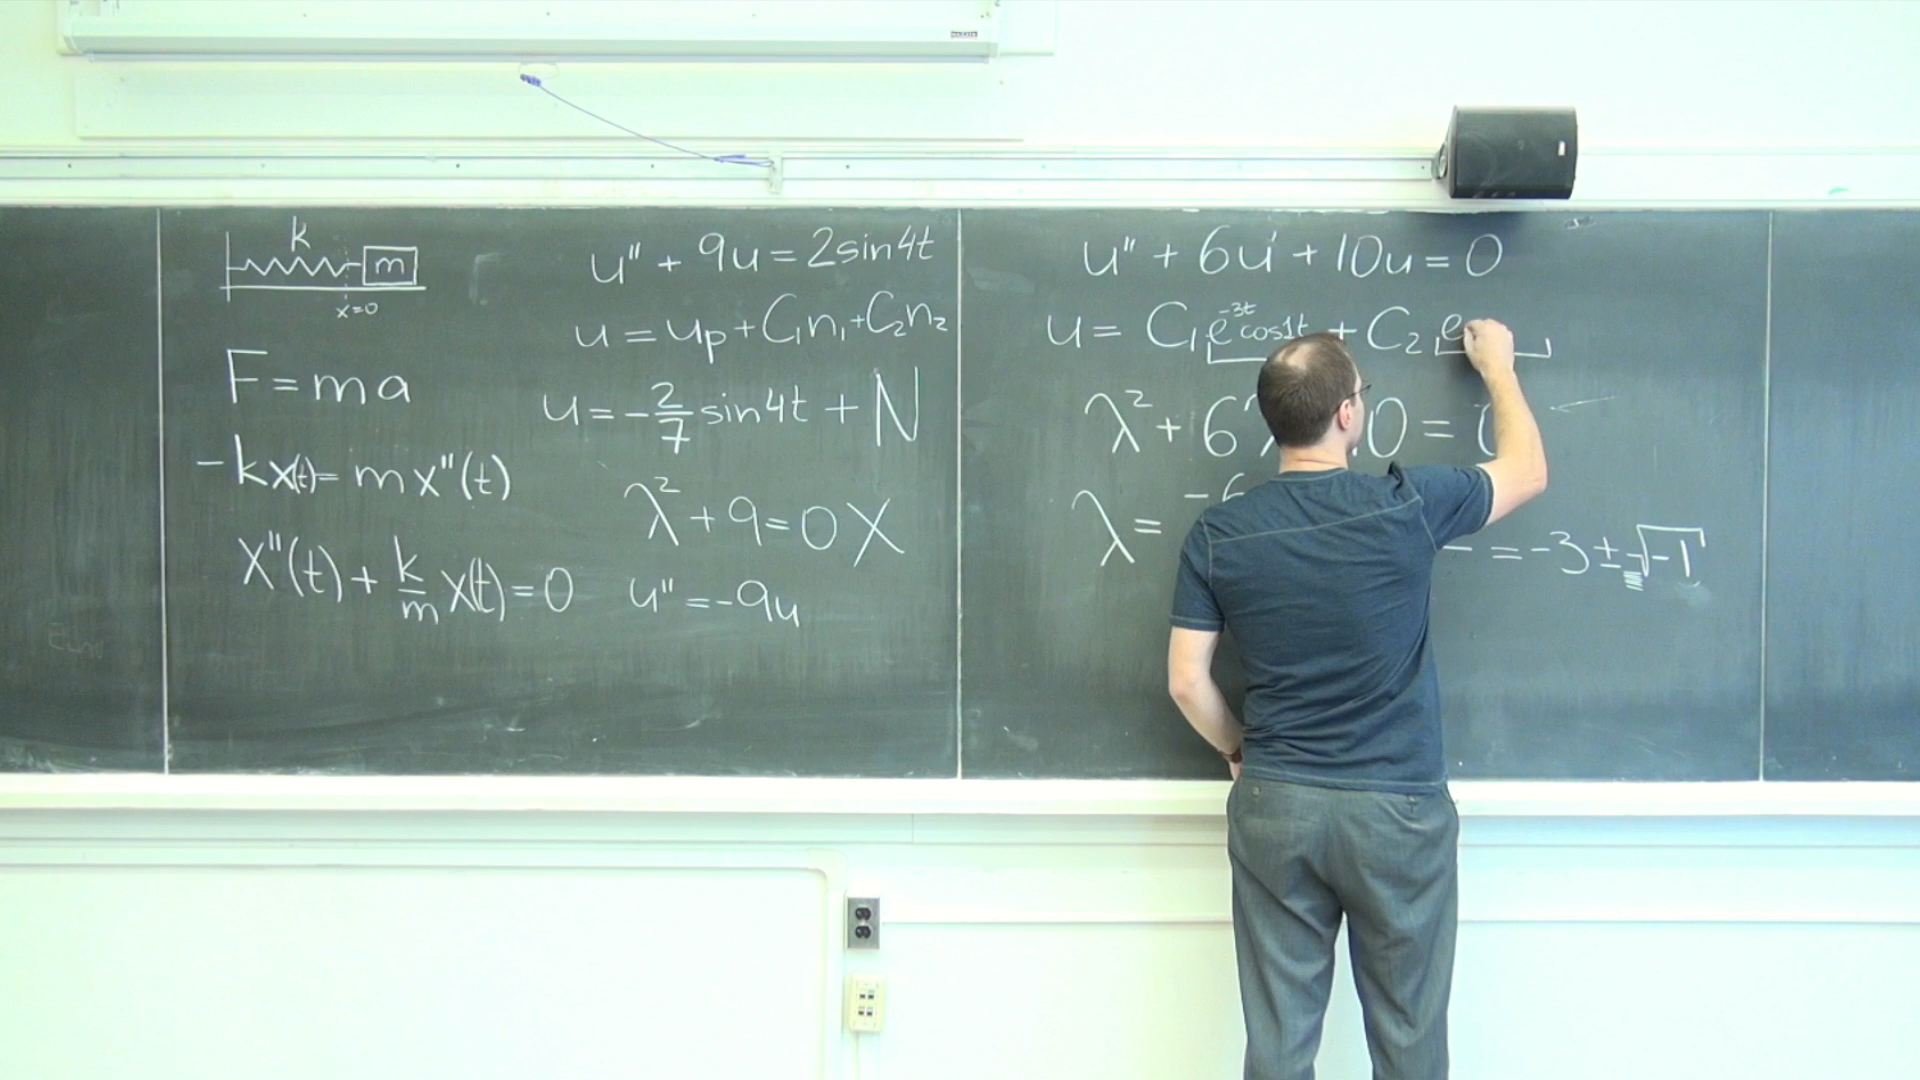 k
m
x=0
F=ma
-kx(t)=mx"(t)
x"(t)+k/m x(t)=0
u"+9u=2sin4t
u=up+C₁n₁+C₂n₂
u=-2/7 sin4t+N
λ²+9=0 X
u"=-9u
u"+6u'+10u=0
u=C₁e^-3t cos1t+C₂e
λ²+6λ 10=0
λ= -6 =-3±√-1